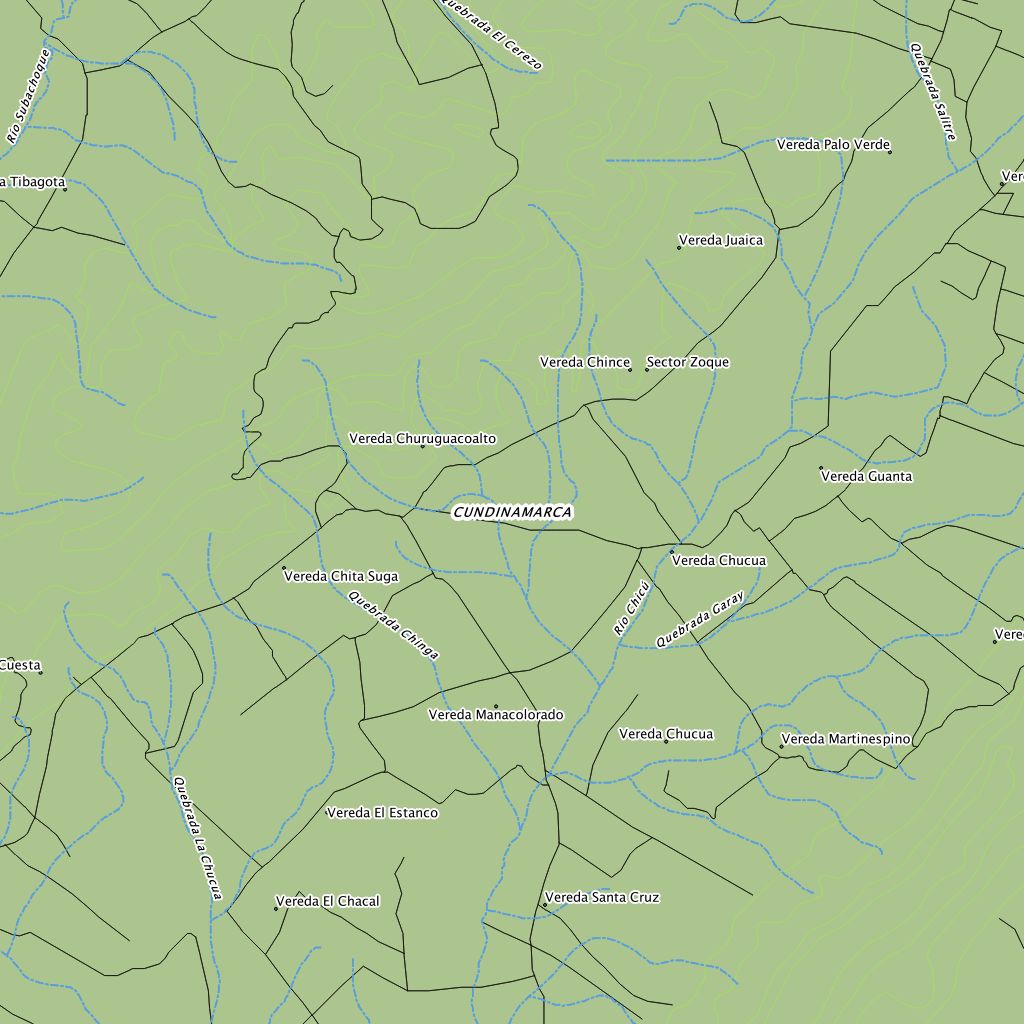 Quebrada El Cerezo
Río Subachoque
Quebrada Salitre
Vereda Palo Verde
a Tibagota
Vere
Vereda Juaica
Vereda Chince
Sector Zoque
Vereda Churuguacoalto
Vereda Guanta
CUNDINAMARCA
Vereda Chucua
Vereda Chita Suga
Quebrada Chinga
Río Chicú
Quebrada Garay
Vere
Cuesta
Vereda Manacolorado
Vereda Chucua
Vereda Martinespino
Quebrada La Chucua
Vereda El Estanco
Vereda El Chacal
Vereda Santa Cruz